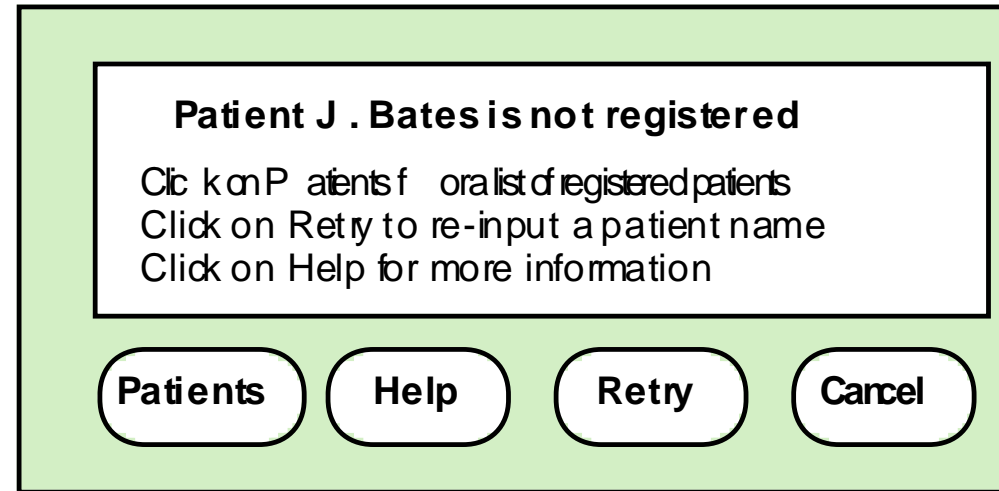 Patient J. Bates is not registered
Click on Patients for a list of registered patients
Click on Retry to re-input a patient name
Click on Help for more information
Patients Help Retry Cancel